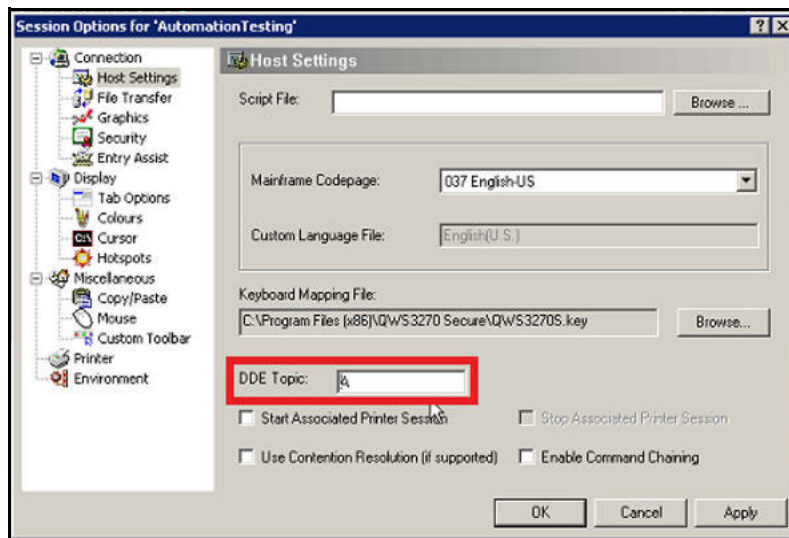 Session Options for 'AutomationTesting'
Connection
Host Settings
File Transfer
Graphics
Security
Entry Assist
Display
Tab Options
Colours
Cursor
Hotspots
Miscellaneous
Copy/Paste
Mouse
Custom Toolbar
Printer
Environment
Host Settings
Script File:
Browse ...
Mainframe Codepage:
037 English-US
Custom Language File:
English(U.S.)
Keyboard Mapping File:
C:\Program Files (x86)\QWS3270 Secure\QWS3270S.key
Browse...
DDE Topic:
Start Associated Printer Session
Stop Associated Printer Session
Use Contention Resolution (if supported)
Enable Command Chaining
OK
Cancel
Apply